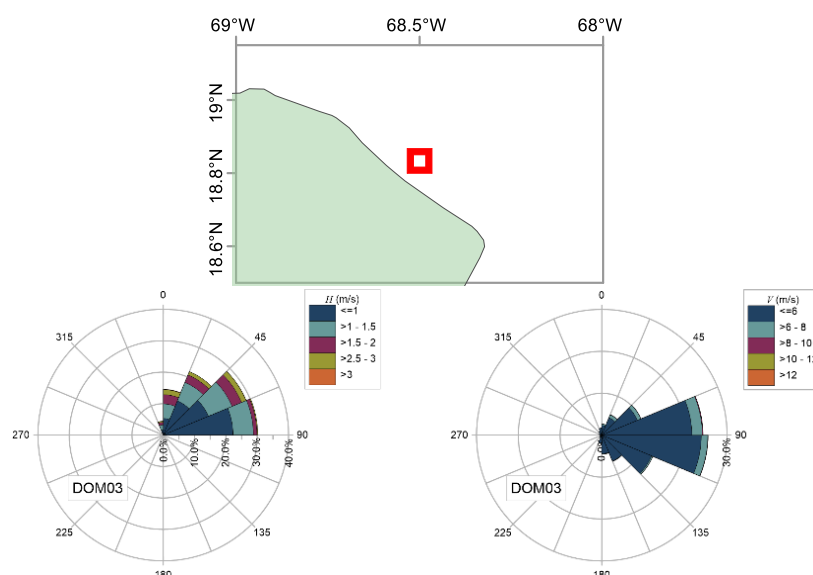 69°W
68.5°W
68°W
19°N
18.8°N
18.6°N
0
45
90
135
180
225
270
315
0.0%
10.0%
20.0%
30.0%
40.0%
DOM03
H (m/s)
<=1
>1 - 1.5
>1.5 - 2
>2.5 - 3
>3
0
45
90
135
180
225
270
315
0.0%
30.0%
DOM03
V (m/s)
<=6
>6 - 8
>8 - 10
>12